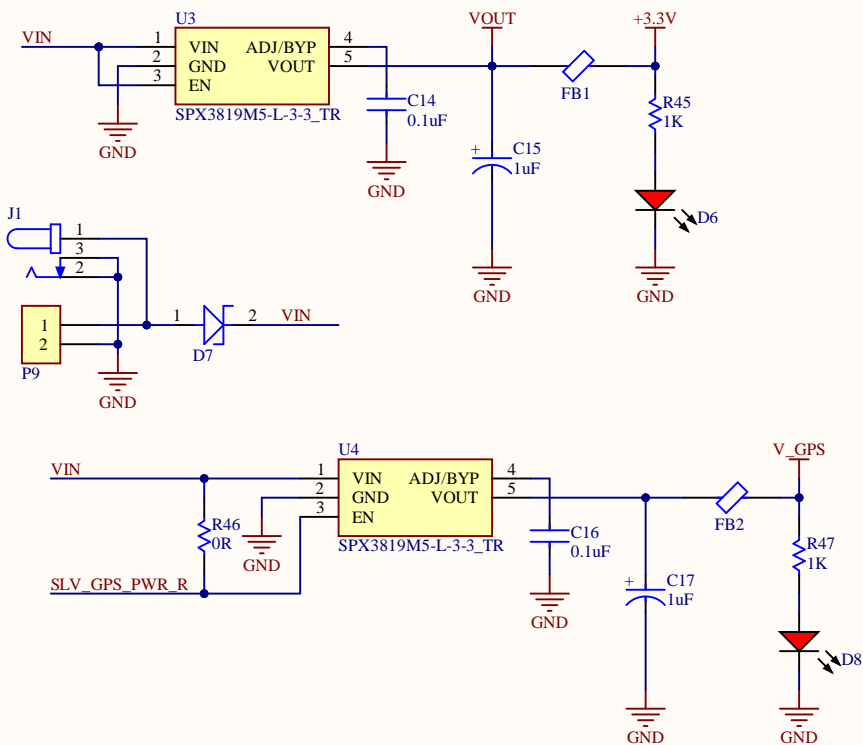 U3
VOUT
+3.3V
VIN
1
VIN
ADJ/BYP
4
2
GND
VOUT
5
3
EN
SPX3819M5-L-3-3_TR
FB1
C14
0.1uF
R45
1K
GND
C15
1uF
+
GND
D6
GND
GND
J1
1
3
2
1
2
P9
1
D7
2
VIN
GND
U4
V_GPS
VIN
1
VIN
ADJ/BYP
4
2
GND
VOUT
5
3
EN
SPX3819M5-L-3-3_TR
R46
0R
GND
FB2
C16
0.1uF
R47
1K
SLV_GPS_PWR_R
GND
+
C17
1uF
D8
GND
GND